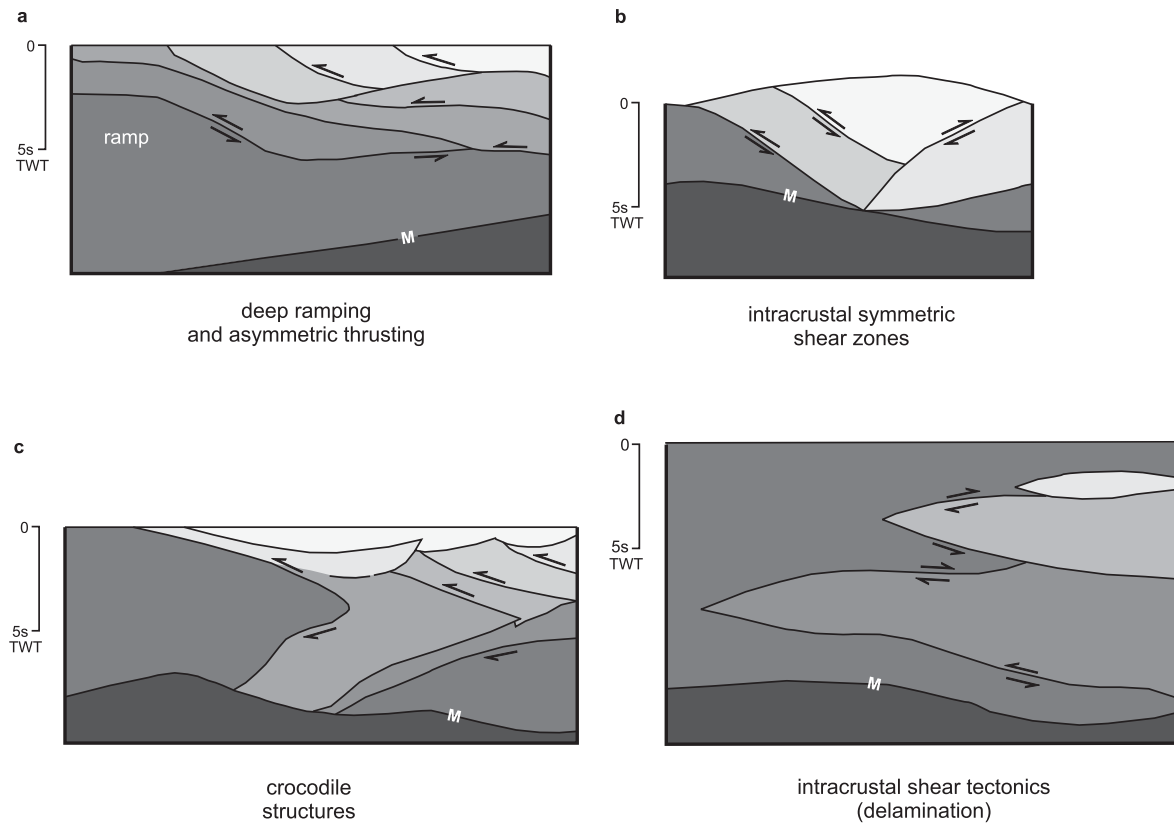 a
0
5s
TWT
ramp
M
deep ramping
and asymmetric thrusting
b
0
5s
TWT
M
intracrustal symmetric
shear zones
c
0
5s
TWT
M
crocodile
structures
d
0
5s
TWT
M
intracrustal shear tectonics
(delamination)